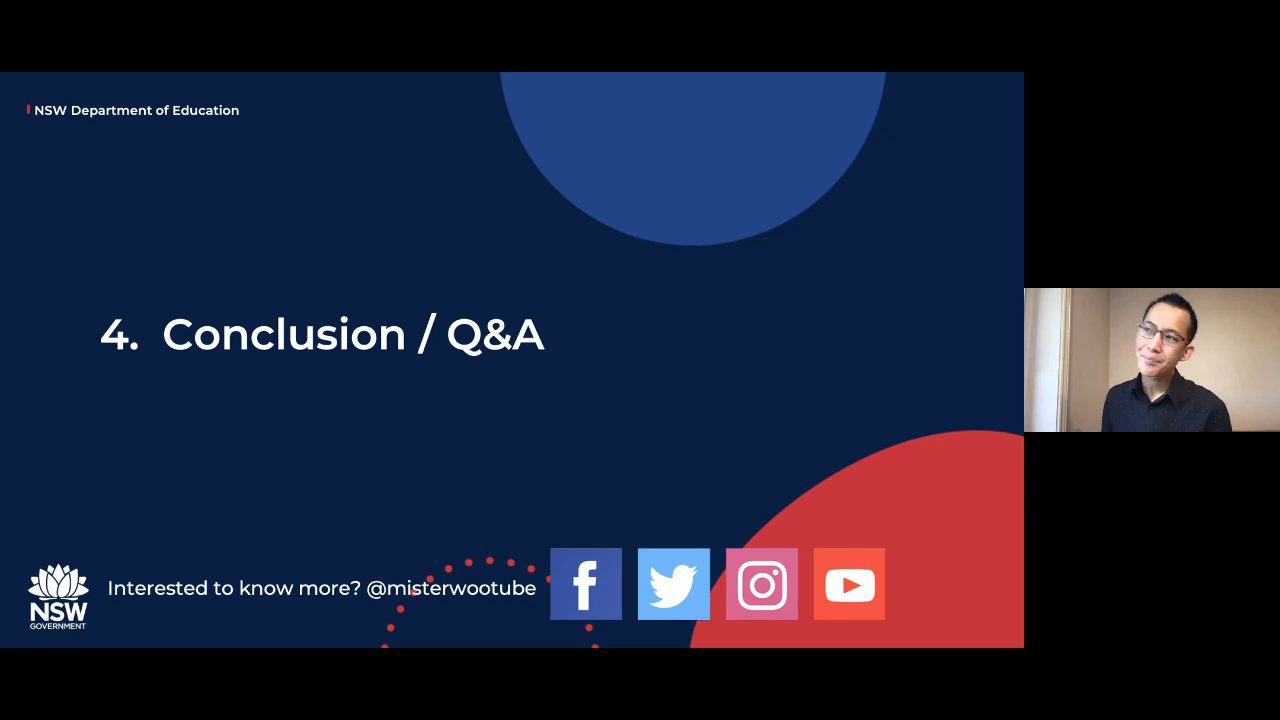 NSW Department of Education
4. Conclusion / Q&A
Interested to know more? @misterwootube
NSW
GOVERNMENT